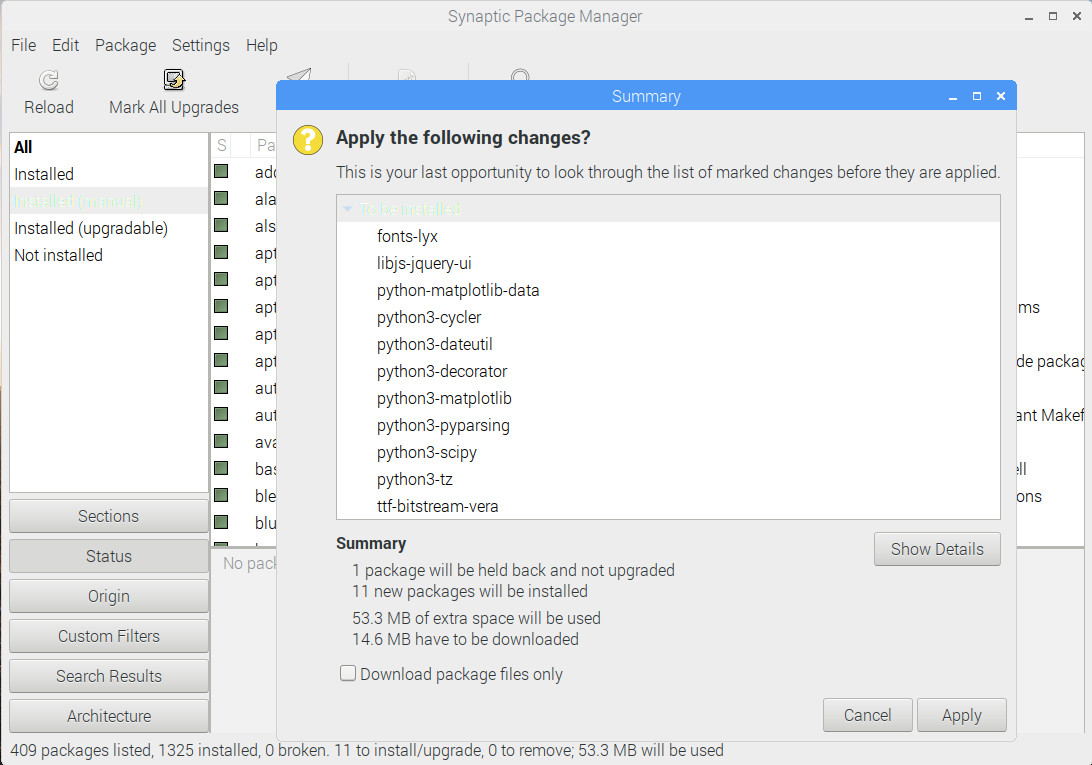 Synaptic Package Manager
File Edit Package Settings Help
Reload Mark All Upgrades
All
Installed
Installed (manual)
Installed (upgradable)
Not installed
Sections
Status
Origin
Custom Filters
Search Results
Architecture
S Pa
add
ala
als
apt
apt
apt ms
apt
apt de packag
aut
aut ant Makef
ava
bas ell
ble ons
blu
No pack
Summary
Apply the following changes?
This is your last opportunity to look through the list of marked changes before they are applied.
To be installed
fonts-lyx
libjs-jquery-ui
python-matplotlib-data
python3-cycler
python3-dateutil
python3-decorator
python3-matplotlib
python3-pyparsing
python3-scipy
python3-tz
ttf-bitstream-vera
Summary
Show Details
1 package will be held back and not upgraded
11 new packages will be installed
53.3 MB of extra space will be used
14.6 MB have to be downloaded
Download package files only
Cancel Apply
409 packages listed, 1325 installed, 0 broken. 11 to install/upgrade, 0 to remove; 53.3 MB will be used